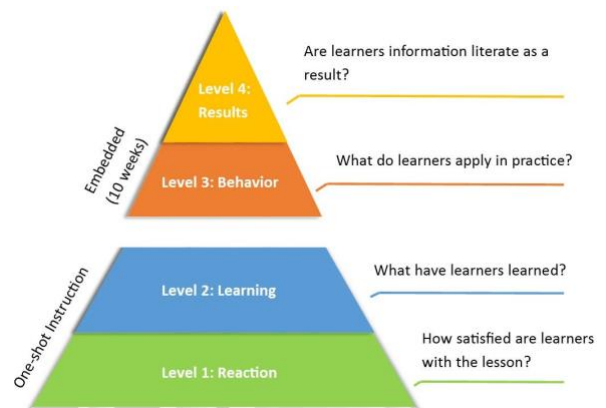 Are learners information literate as a
result?
Level 4:
Results
Embedded
(10 weeks)
What do learners apply in practice?
Level 3: Behavior
What have learners learned?
Level 2: Learning
One-shot Instruction
How satisfied are learners
with the lesson?
Level 1: Reaction